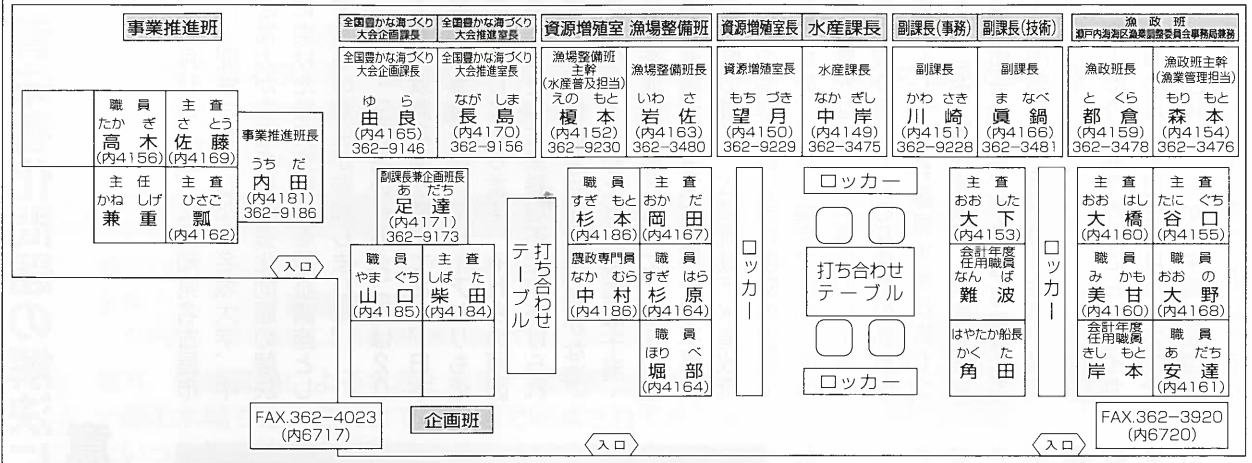 事業推進班
職員
たか ぎ
高木
(内4156)
主査
さ とう
佐藤
(内4169)
主任
かね しげ
兼重
主査
ひさご
瓢
(内4162)
事業推進班長
うち だ
内田
(内4181)
362-9186
入口
全国豊かな海づくり
大会企画課長
全国豊かな海づくり
大会企画課長
ゆ ら
由良
(内4165)
362-9146
全国豊かな海づくり
大会推進室長
全国豊かな海づくり
大会推進室長
なが しま
長島
(内4170)
362-9156
副課長兼企画班長
あ だち
足達
(内4171)
362-9173
職員
やま ぐち
山口
(内4185)
主査
しば た
柴田
(内4184)
企画班
FAX.362-4023
(内6717)
打ち合わせ
テーブル
資源増殖室 漁場整備班
漁場整備班
主幹
(水産普及担当)
えの もと
榎本
(内4152)
362-9230
漁場整備班長
いわ さ
岩佐
(内4163)
362-3480
職員
すぎ もと
杉本
(内4186)
主査
おか だ
岡田
(内4167)
農政専門員
なか むら
中村
(内4186)
職員
すぎ はら
杉原
(内4164)
職員
ほり べ
堀部
(内4164)
入口
資源増殖室長
資源増殖室長
もち づき
望月
(内4150)
362-9229
水産課長
水産課長
なか ぎし
中岸
(内4149)
362-3475
ロッカー
ロッカー
打ち合わせ
テーブル
ロッカー
副課長(事務)
副課長
かわ さき
川崎
(内4151)
362-9228
副課長(技術)
副課長
ま なべ
眞鍋
(内4166)
362-3481
主査
おお した
大下
(内4153)
会計年度
任用職員
なん ば
難波
はやたか船長
かく た
角田
ロッカー
漁政班
瀬戸内海海区漁業調整委員会事務局兼務
漁政班長
と くら
都倉
(内4159)
362-3478
漁政班主幹
(漁業管理担当)
もり もと
森本
(内4154)
362-3476
主査
おお はし
大橋
(内4160)
主査
たに ぐち
谷口
(内4155)
職員
み かも
美甘
(内4160)
職員
おお の
大野
(内4168)
会計年度
任用職員
きし もと
岸本
職員
あ だち
安達
(内4161)
入口
FAX.362-3920
(内6720)